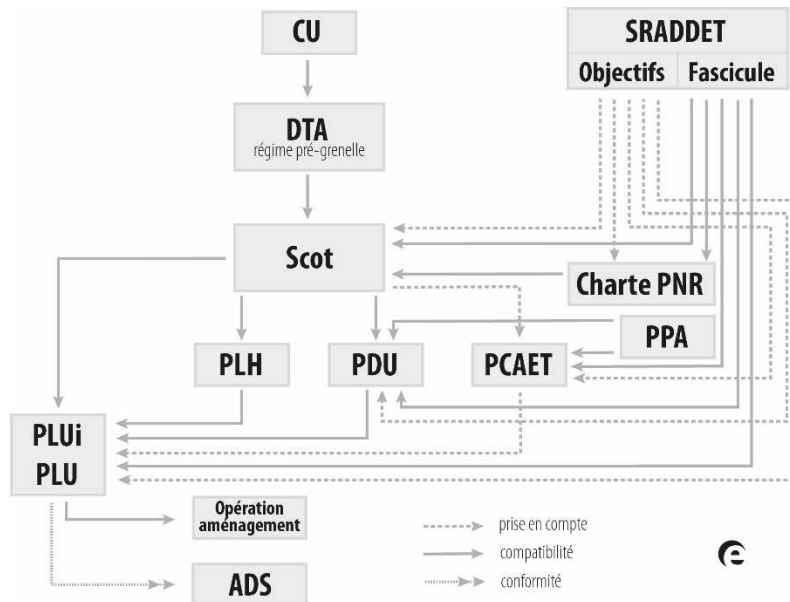 CU
SRADDET
Objectifs
Fascicule
DTA
régime pré-grenelle
Scot
Charte PNR
PPA
PLH
PDU
PCAET
PLUi
PLU
Opération
aménagement
ADS
prise en compte
compatibilité
conformité
e